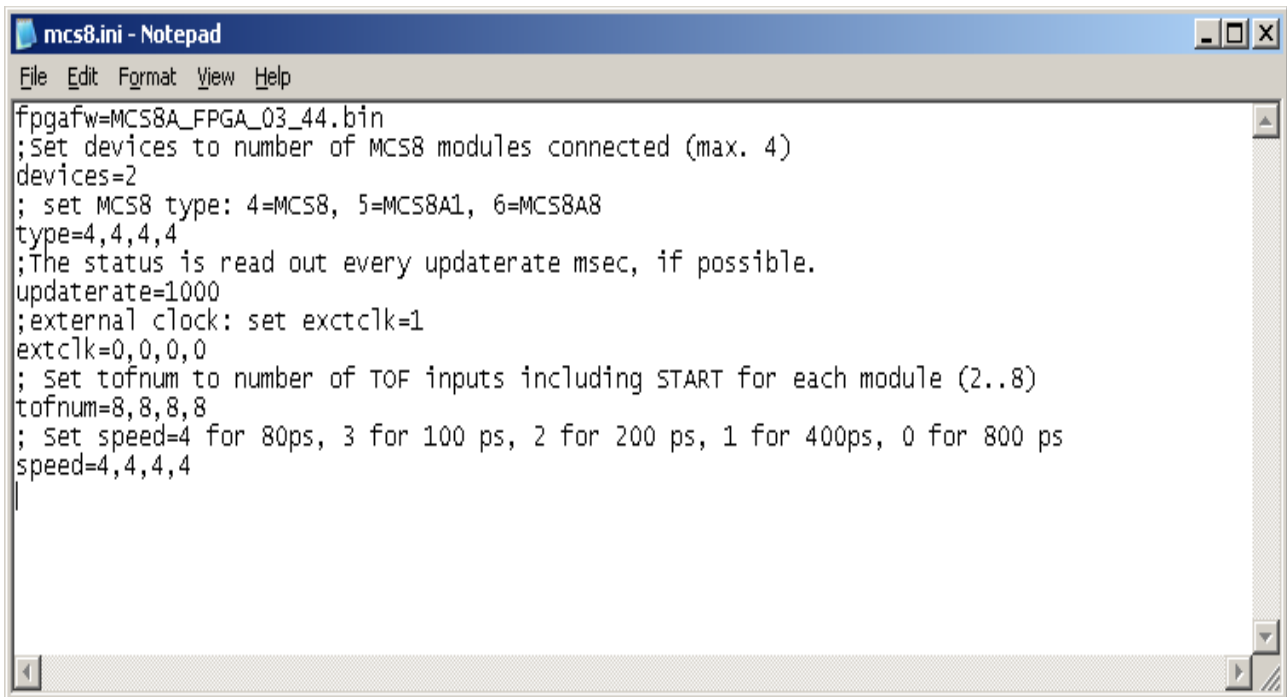 mcs8.ini - Notepad
File Edit Format View Help
fpgafw=MCS8A_FPGA_03_44.bin
;Set devices to number of MCS8 modules connected (max. 4)
devices=2
; set MCS8 type: 4=MCS8, 5=MCS8A1, 6=MCS8A8
type=4,4,4,4
;The status is read out every updaterate msec, if possible.
updaterate=1000
;external clock: set exctclk=1
extclk=0,0,0,0
; Set tofnum to number of TOF inputs including START for each module (2..8)
tofnum=8,8,8,8
; Set speed=4 for 80ps, 3 for 100 ps, 2 for 200 ps, 1 for 400ps, 0 for 800 ps
speed=4,4,4,4